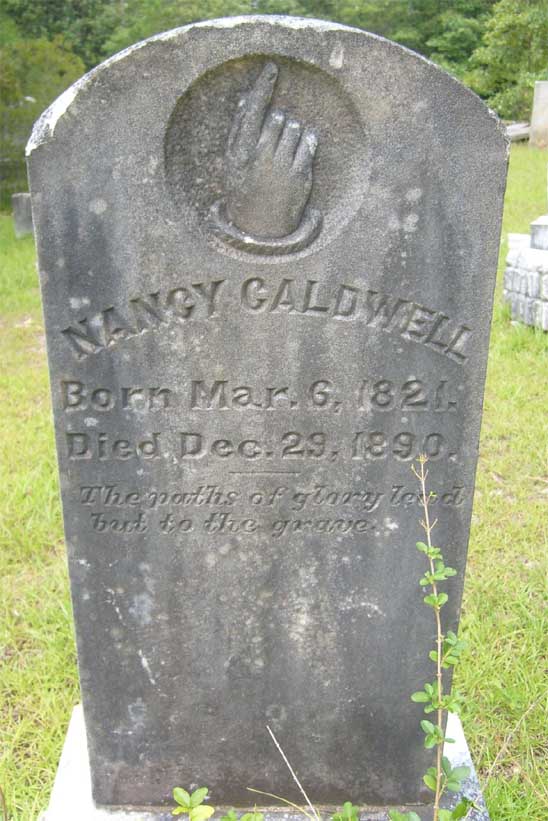 NANCY CALDWELL
Born Mar. 6, 1821.
Died Dec. 29, 1890.
The paths of glory lead
but to the grave.